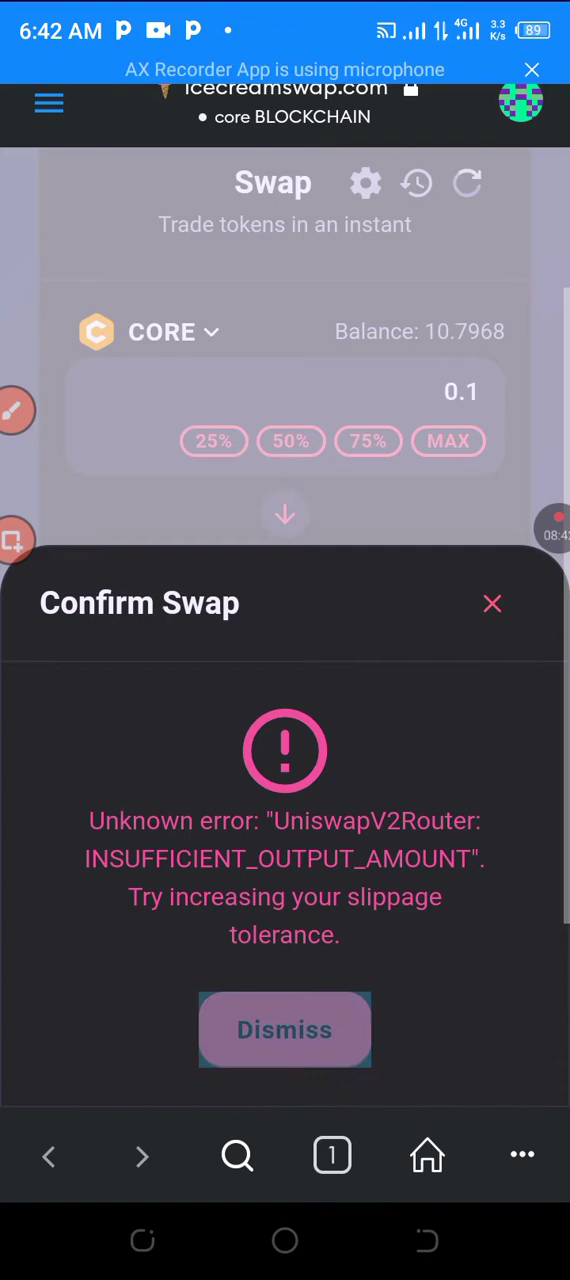 6:42 AM
4G
3.3
K/s
89
AX Recorder App is using microphone
icecreamswap.com
core BLOCKCHAIN
Swap
Trade tokens in an instant
CORE
Balance: 10.7968
0.1
25% 50% 75% MAX
08:42
Confirm Swap
Unknown error: "UniswapV2Router:
INSUFFICIENT_OUTPUT_AMOUNT".
Try increasing your slippage
tolerance.
Dismiss
1